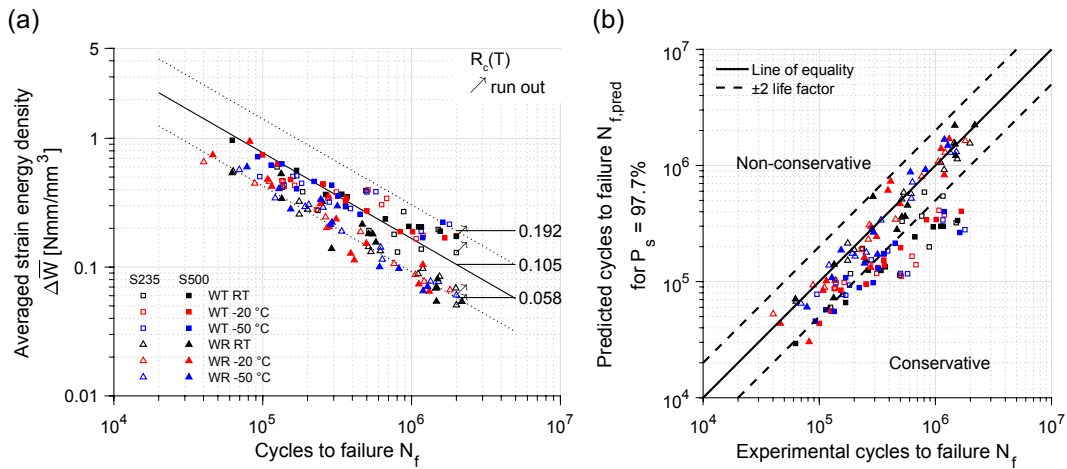 (a)
Averaged strain energy density
ΔW̅ [Nmm/mm³]
5
1
0.1
0.01
R_c(T)
run out
0.192
0.105
0.058
S235 S500
WT RT
WT -20 °C
WT -50 °C
WR RT
WR -20 °C
WR -50 °C
10⁴ 10⁵ 10⁶ 10⁷
Cycles to failure N_f
(b)
Predicted cycles to failure N_f,pred
for P_s = 97.7%
10⁷
10⁶
10⁵
10⁴
Line of equality
±2 life factor
Non-conservative
Conservative
10⁴ 10⁵ 10⁶ 10⁷
Experimental cycles to failure N_f